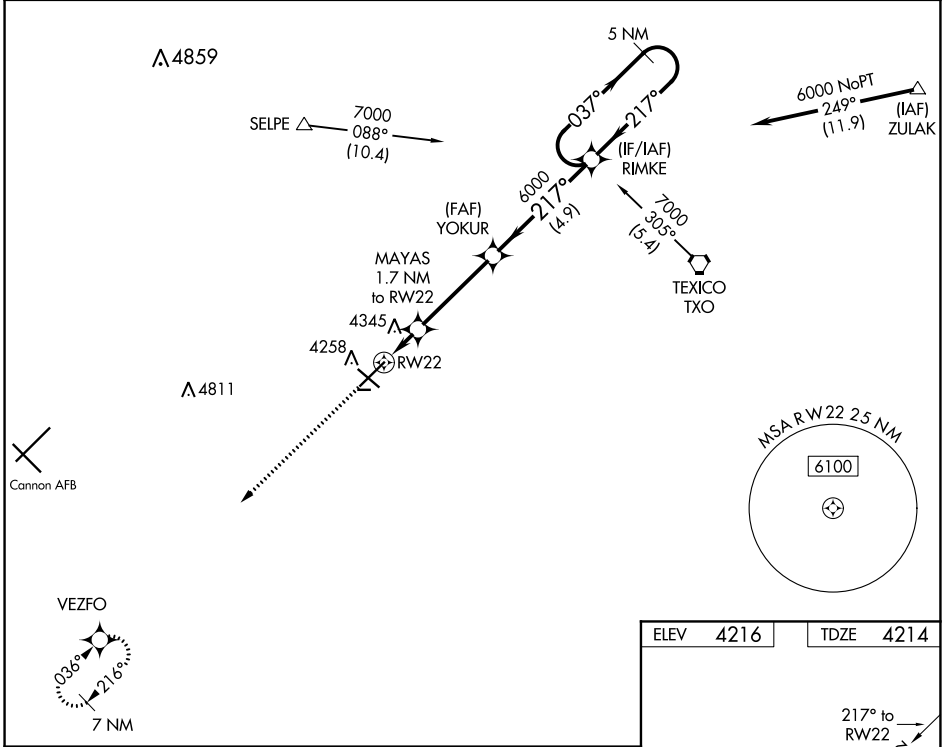 4859
5 NM
SELPE
7000
088°
(10.4)
037°
217°
6000 NoPT
249°
(11.9)
(IAF)
ZULAK
(IF/IAF)
RIMKE
6000
217°
(4.9)
(FAF)
YOKUR
7000
305°
(5.4)
TEXICO
TXO
MAYAS
1.7 NM
to RW22
4345
4258
RW22
4811
Cannon AFB
MSA RW22 25 NM
6100
VEZFO
036°
216°
7 NM
ELEV 4216
TDZE 4214
217° to
RW22